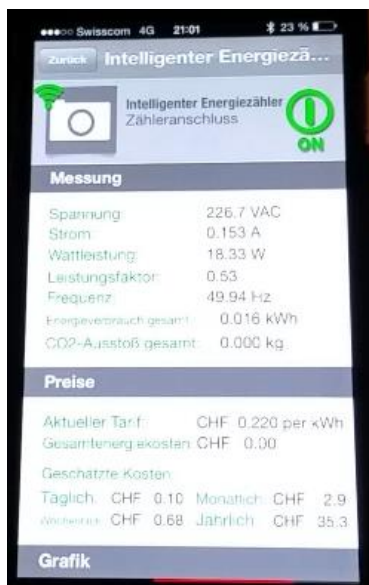 Swisscom 4G 21:01 23 %
Zurück Intelligenter Energiezä...
Intelligenter Energiezähler
Zähleranschluss
ON
Messung
Spannung: 226.7 VAC
Strom: 0.153 A
Wattleistung: 18.33 W
Leistungsfaktor: 0.53
Frequenz: 49.94 Hz
Energieverbrauch gesamt: 0.016 kWh
CO2-Ausstoß gesamt: 0.000 kg
Preise
Aktueller Tarif: CHF 0.220 per kWh
Gesamtenergiekosten: CHF 0.00
Geschätzte Kosten:
Täglich: CHF 0.10 Monatlich: CHF 2.9
Wöchentlich: CHF 0.68 Jährlich: CHF 35.3
Grafik